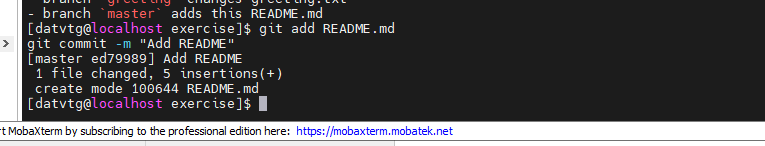 - branch `greeting` changes greeting.txt
- branch `master` adds this README.md
[datvtg@localhost exercise]$ git add README.md
git commit -m "Add README"
[master ed79989] Add README
 1 file changed, 5 insertions(+)
 create mode 100644 README.md
[datvtg@localhost exercise]$
rt MobaXterm by subscribing to the professional edition here: https://mobaxterm.mobatek.net